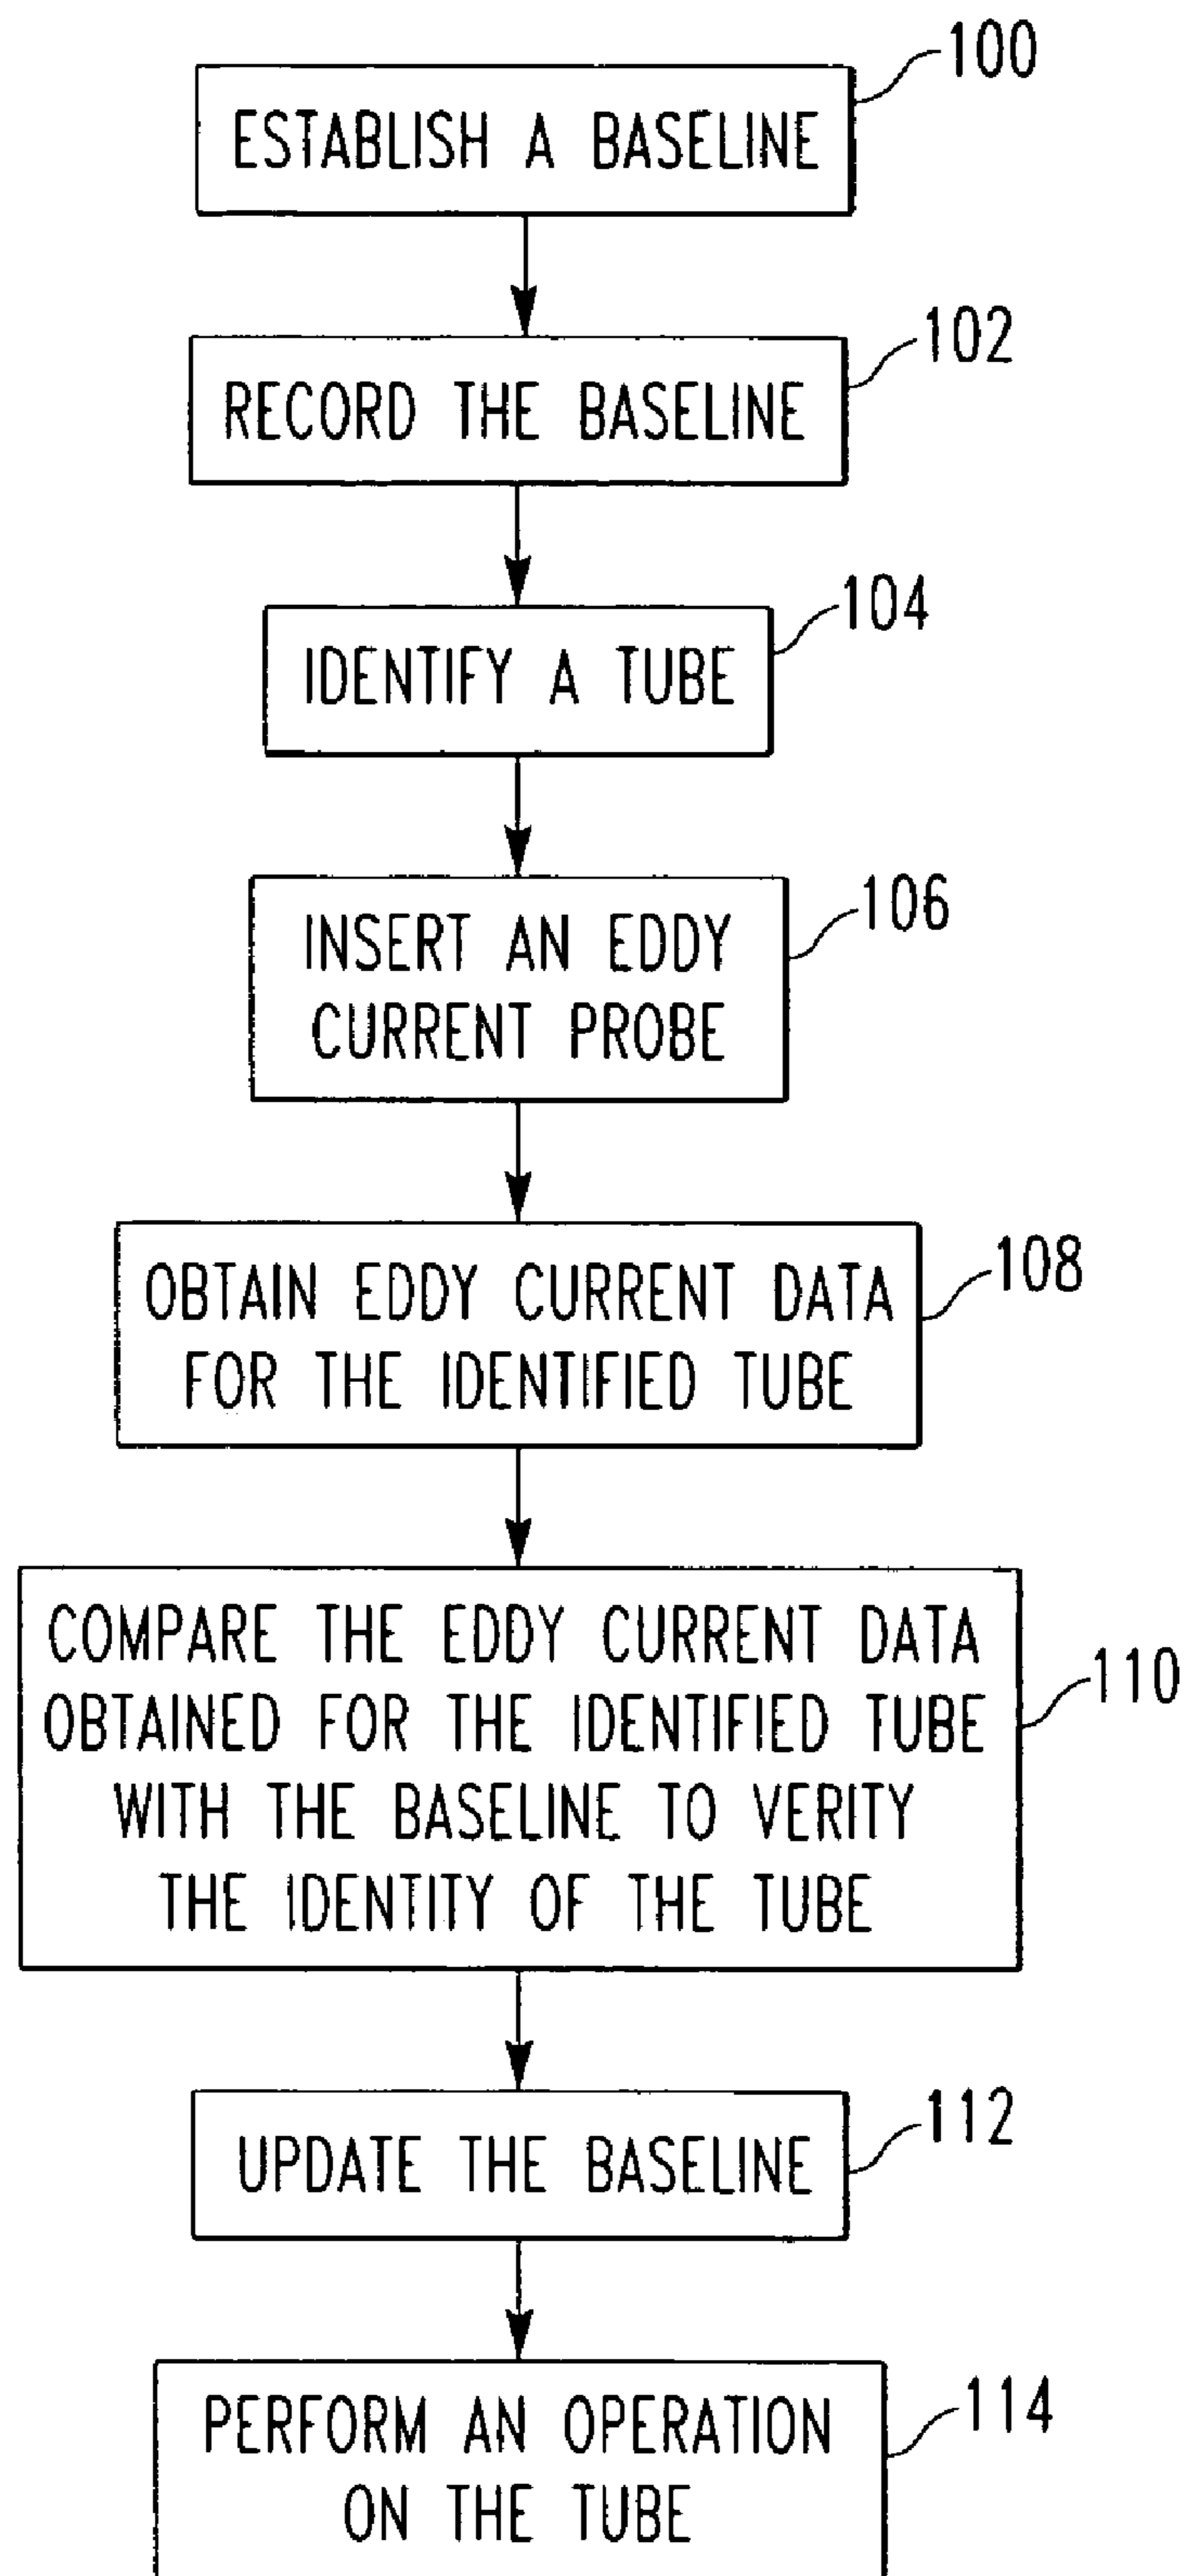 100
ESTABLISH A BASELINE
102
RECORD THE BASELINE
104
IDENTIFY A TUBE
106
INSERT AN EDDY
CURRENT PROBE
108
OBTAIN EDDY CURRENT DATA
FOR THE IDENTIFIED TUBE
110
COMPARE THE EDDY CURRENT DATA
OBTAINED FOR THE IDENTIFIED TUBE
WITH THE BASELINE TO VERITY
THE IDENTITY OF THE TUBE
112
UPDATE THE BASELINE
114
PERFORM AN OPERATION
ON THE TUBE